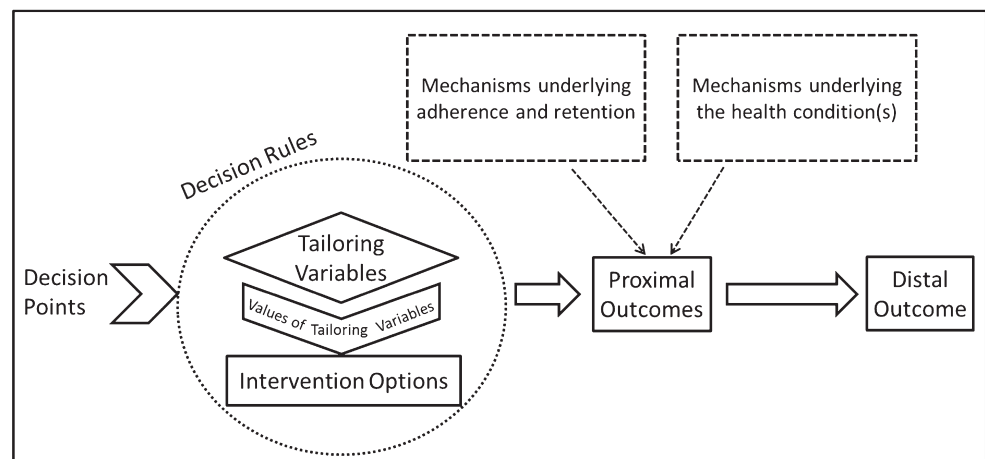 Mechanisms underlying
adherence and retention
Mechanisms underlying
the health condition(s)
Decision Rules
Decision
Points
Tailoring
Variables
Values of Tailoring Variables
Intervention Options
Proximal
Outcomes
Distal
Outcome